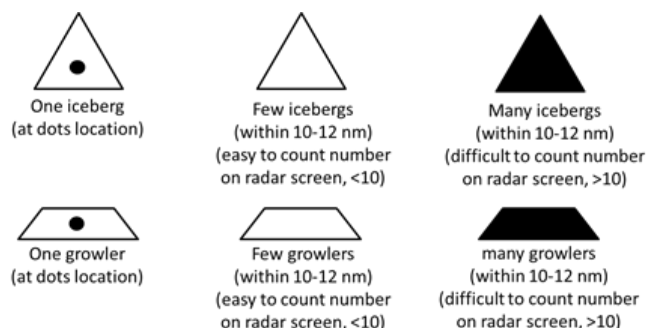 One iceberg
(at dots location)
Few icebergs
(within 10-12 nm)
(easy to count number
on radar screen, <10)
Many icebergs
(within 10-12 nm)
(difficult to count number
on radar screen, >10)
One growler
(at dots location)
Few growlers
(within 10-12 nm)
(easy to count number
on radar screen, <10)
many growlers
(within 10-12 nm)
(difficult to count number
on radar screen, >10)